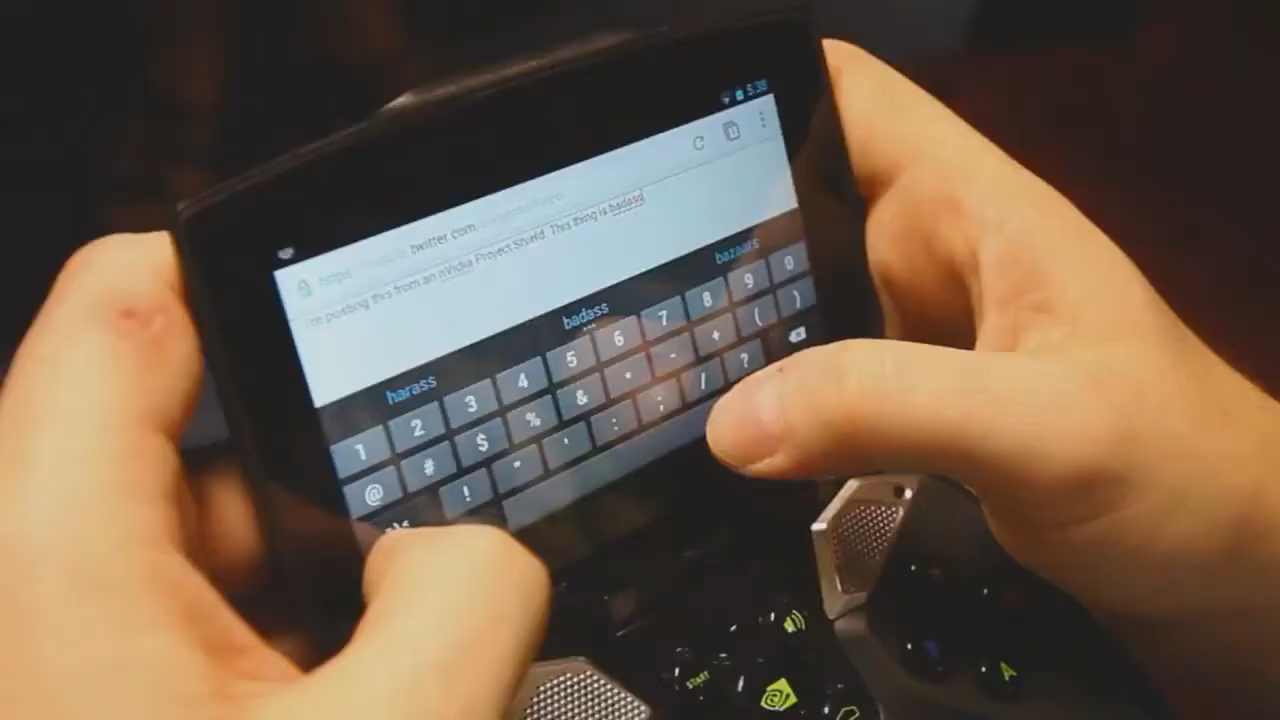 5:38
https
twitter.com
I'm posting this from an nVidia Project Shield. This thing is badass
harass badass bazaars
1 2 3 4 5 6 7 8 9 0
@ # $ % & * - + ( )
! " ' : ; / ?
START
A